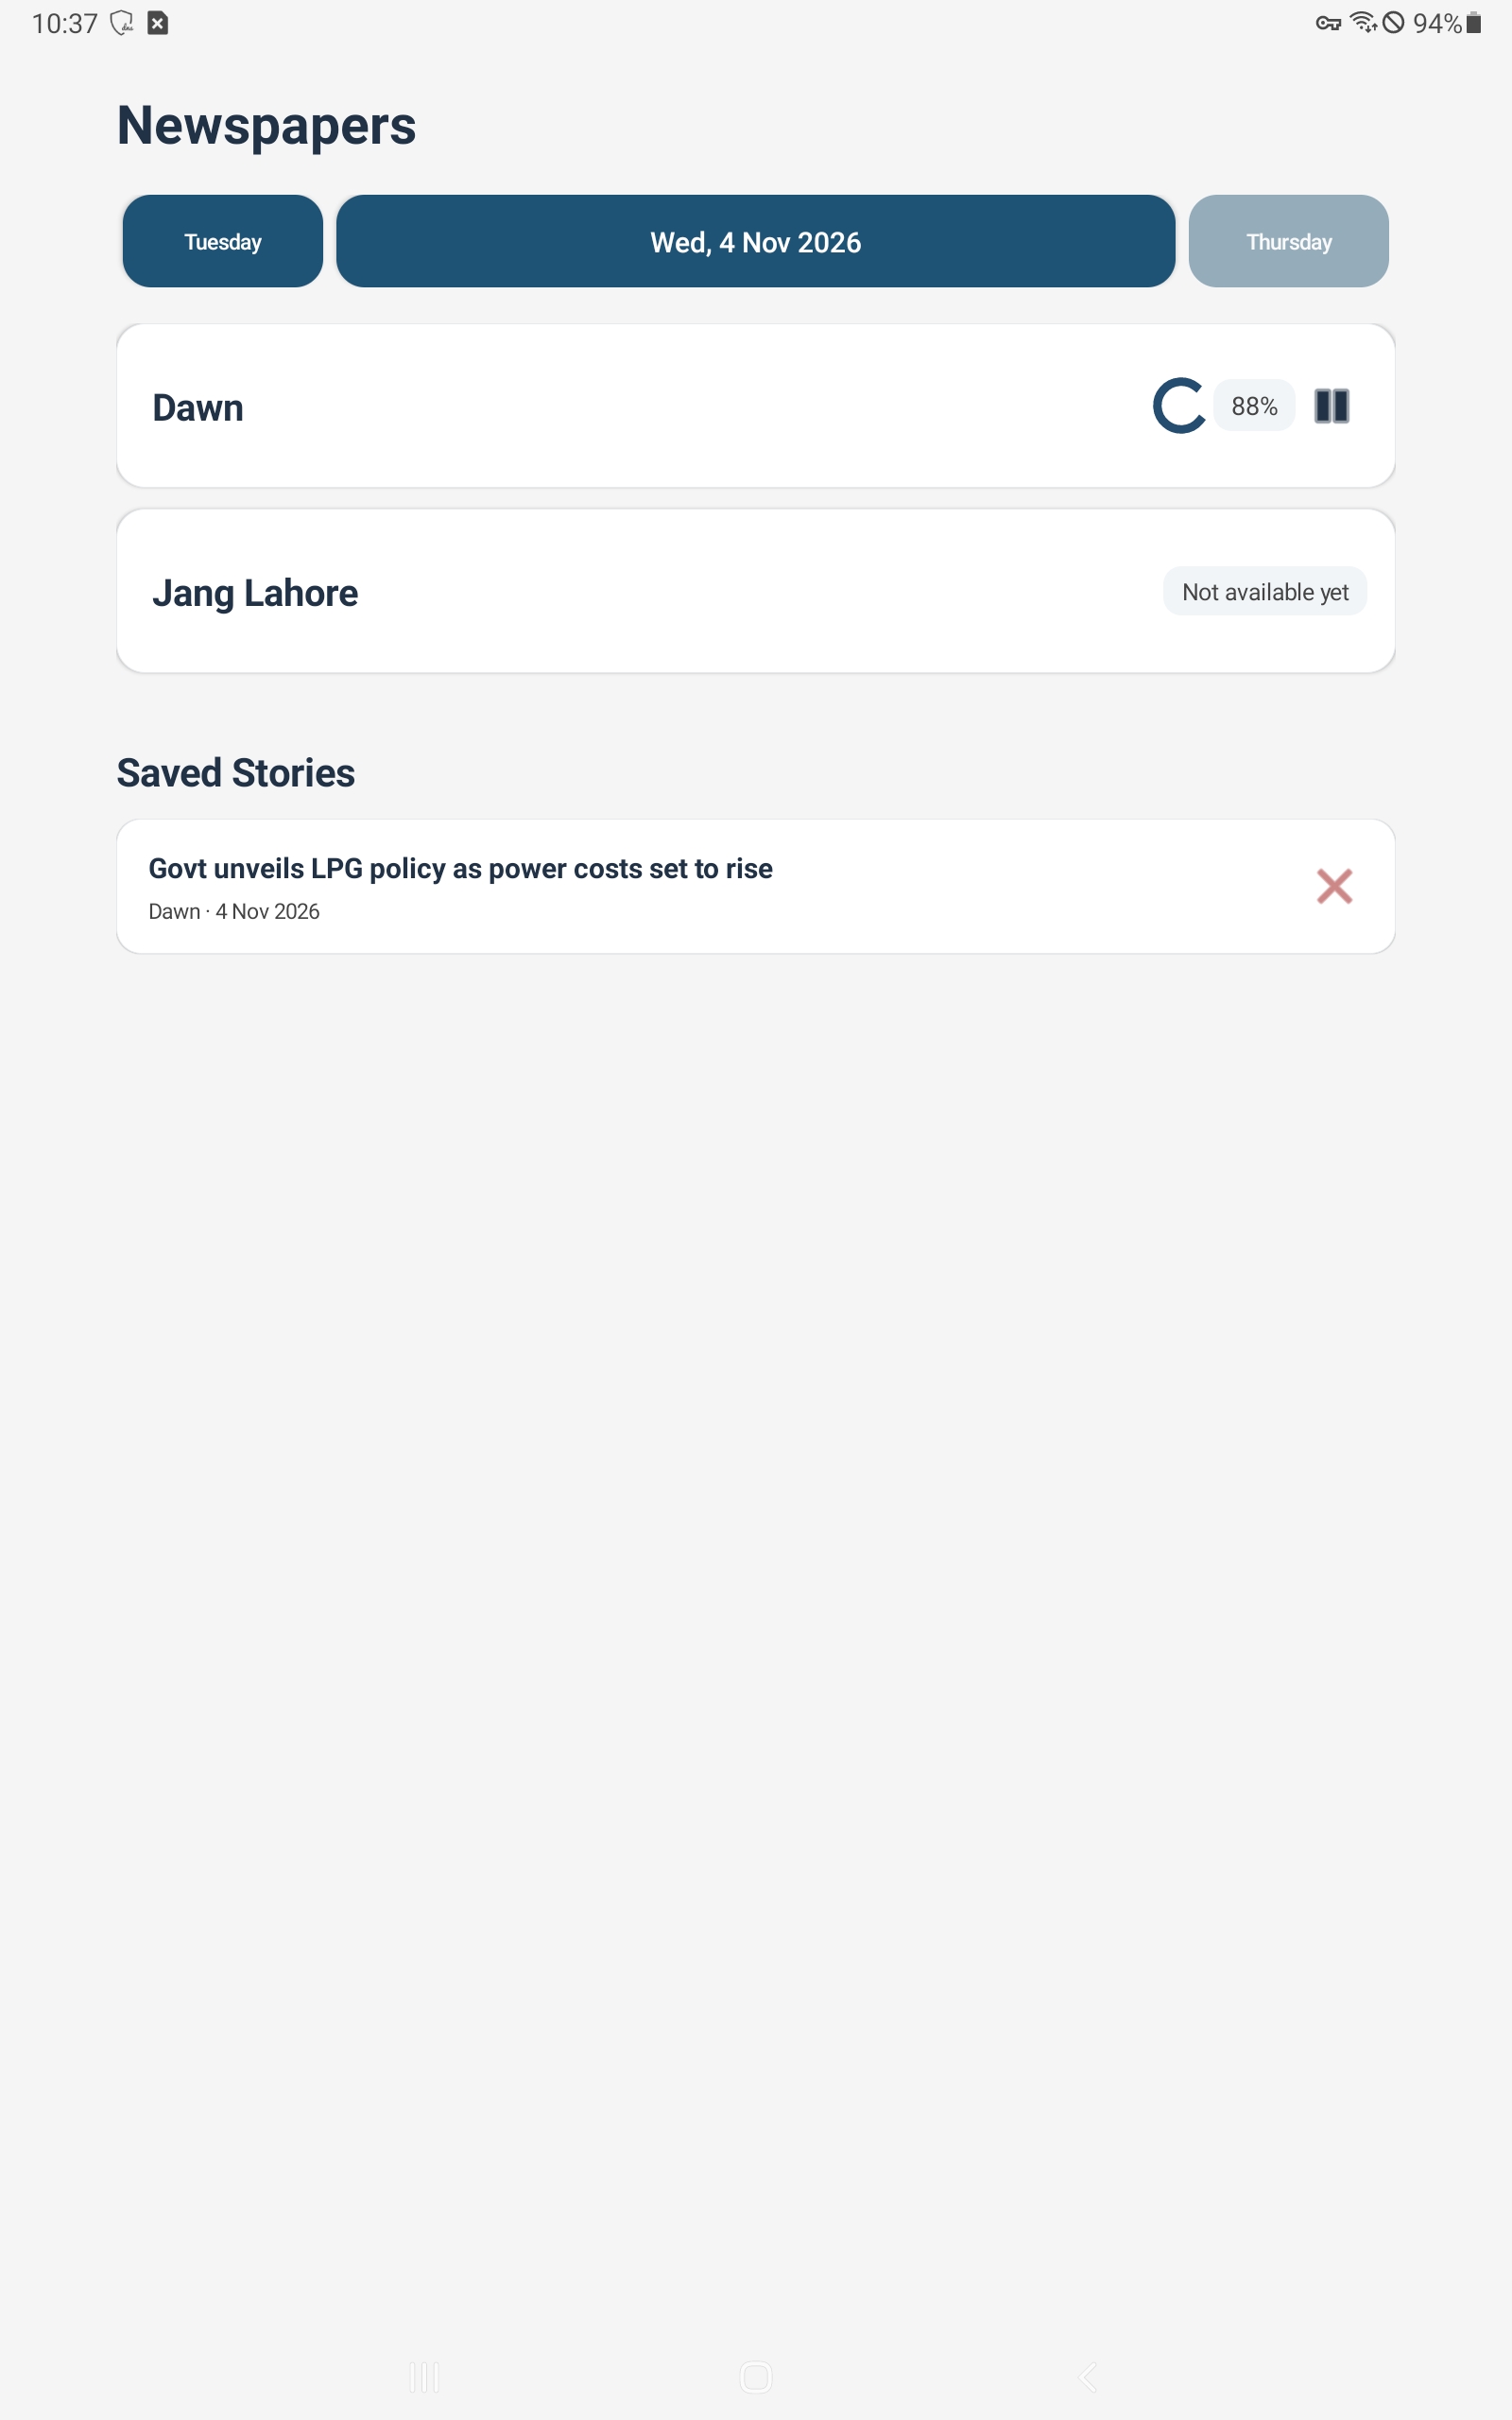 10:37
94%
Newspapers
Tuesday
Wed, 4 Nov 2026
Thursday
Dawn
88%
Jang Lahore
Not available yet
Saved Stories
Govt unveils LPG policy as power costs set to rise
Dawn · 4 Nov 2026